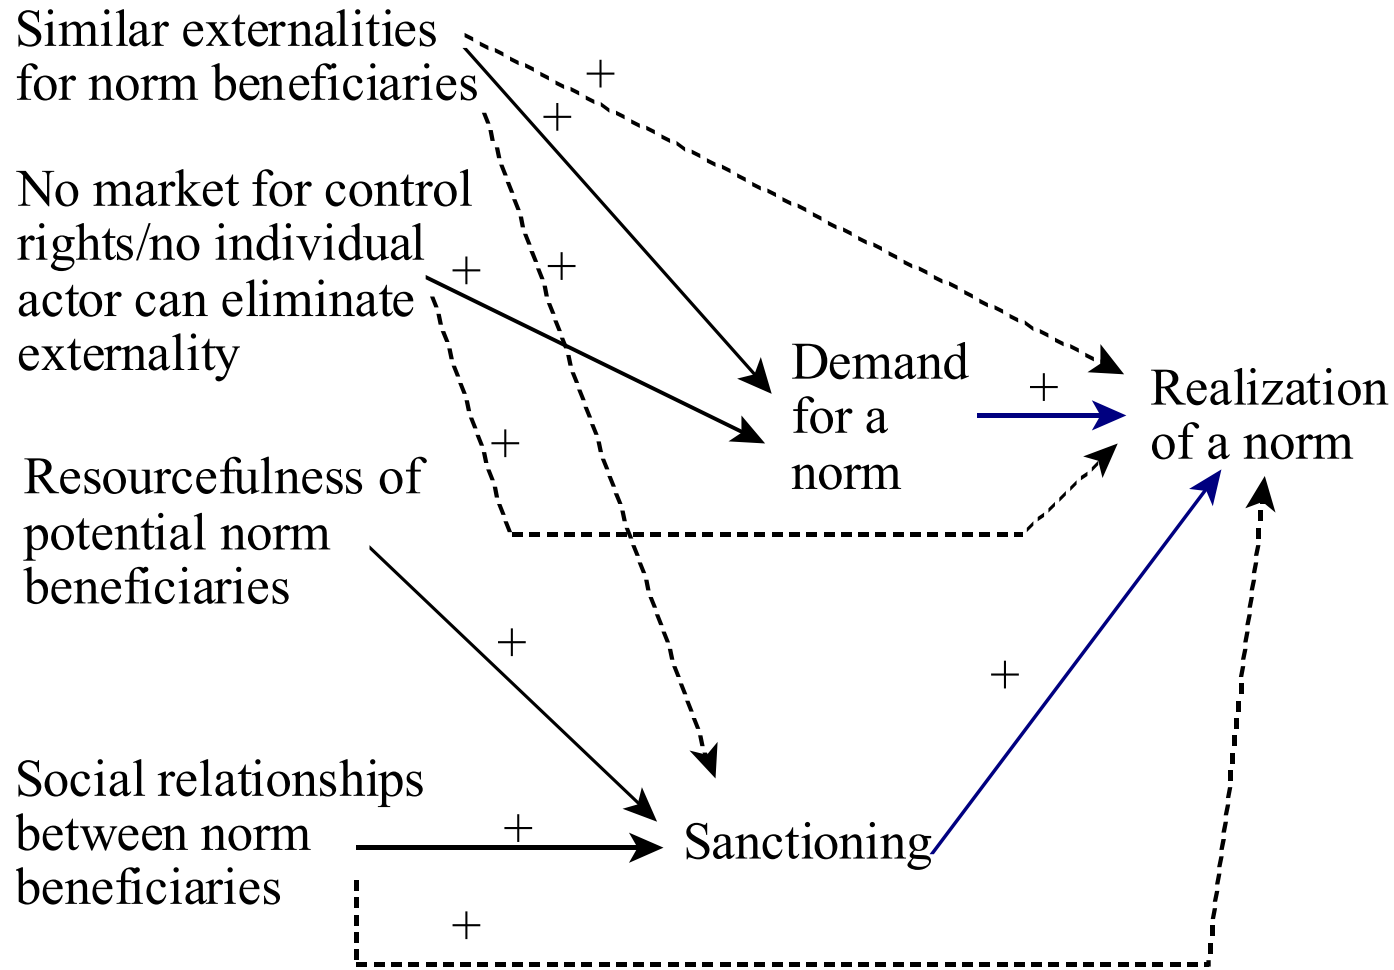 Similar externalities
for norm beneficiaries
+
+
No market for control
rights/no individual
actor can eliminate
externality
+
+
Demand
for a
norm
+
Realization
of a norm
+
Resourcefulness of
potential norm
beneficiaries
+
+
Social relationships
between norm
beneficiaries
+
Sanctioning
+